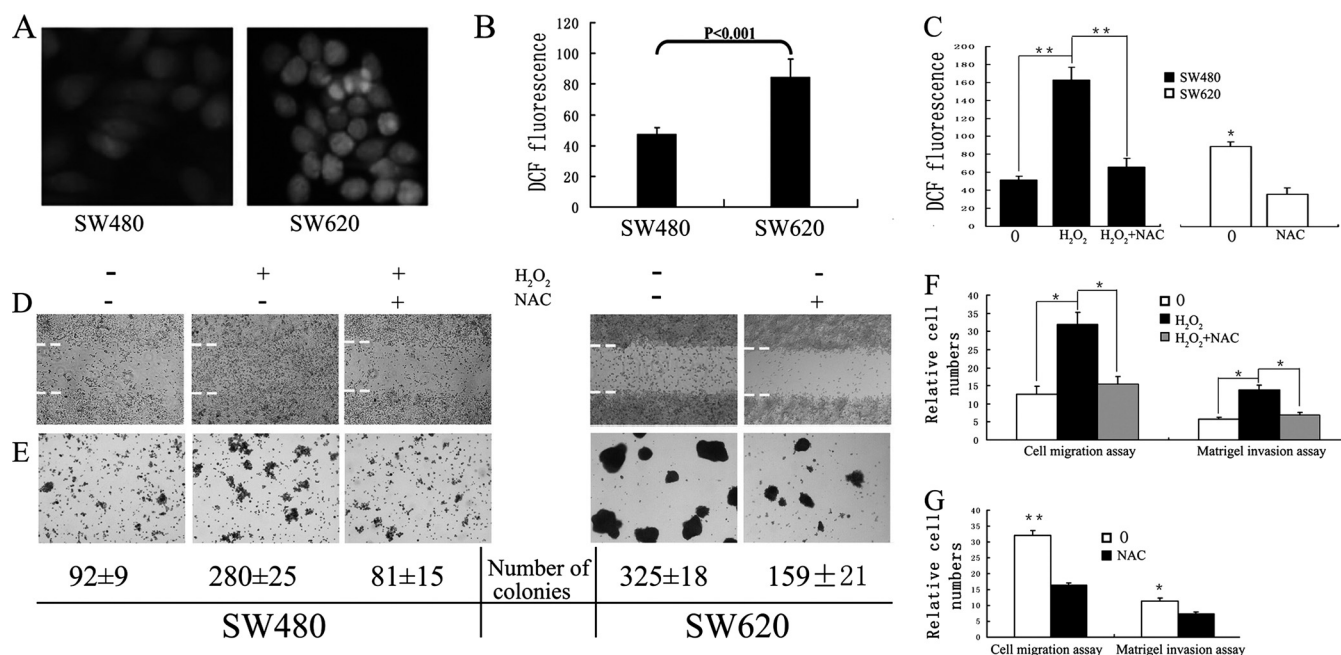 A
SW480
SW620
B
DCF fluorescence
120
100
80
60
40
20
0
P<0.001
SW480
SW620
C
DCF fluorescence
200
180
160
140
120
100
80
60
40
20
0
**
**
SW480
SW620
*
0
H₂O₂
H₂O₂+NAC
0
NAC
- + + H₂O₂ - -
- - + NAC - +
D
E
92±9 280±25 81±15 Number of colonies 325±18 159±21
SW480 SW620
F
Relative cell numbers
40
35
30
25
20
15
10
5
0
*
*
*
*
0
H₂O₂
H₂O₂+NAC
Cell migration assay
Matrigel invasion assay
G
Relative cell numbers
40
35
30
25
20
15
10
5
0
**
*
0
NAC
Cell migration assay
Matrigel invasion assay